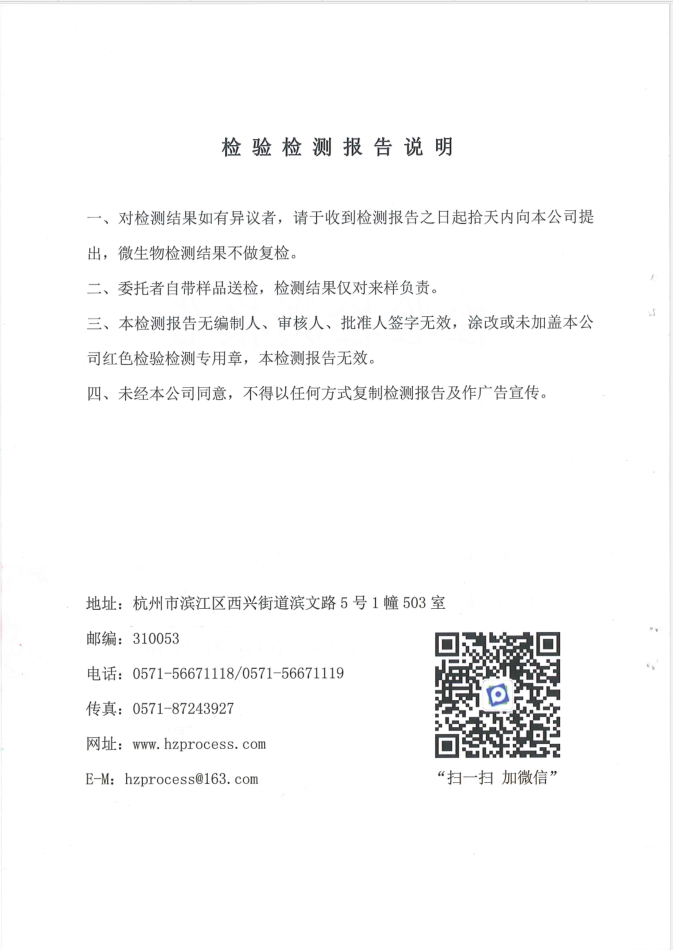 检验检测报告说明
一、对检测结果如有异议者，请于收到检测报告之日起拾天内向本公司提
出，微生物检测结果不做复检。
二、委托者自带样品送检，检测结果仅对来样负责。
三、本检测报告无编制人、审核人、批准人签字无效，涂改或未加盖本公
司红色检验检测专用章，本检测报告无效。
四、未经本公司同意，不得以任何方式复制检测报告及作广告宣传。
地址：杭州市滨江区西兴街道滨文路 5 号 1 幢 503 室
邮编：310053
电话：0571-56671118/0571-56671119
传真：0571-87243927
网址：www.hzprocess.com
E-M：hzprocess@163.com
“扫一扫 加微信”